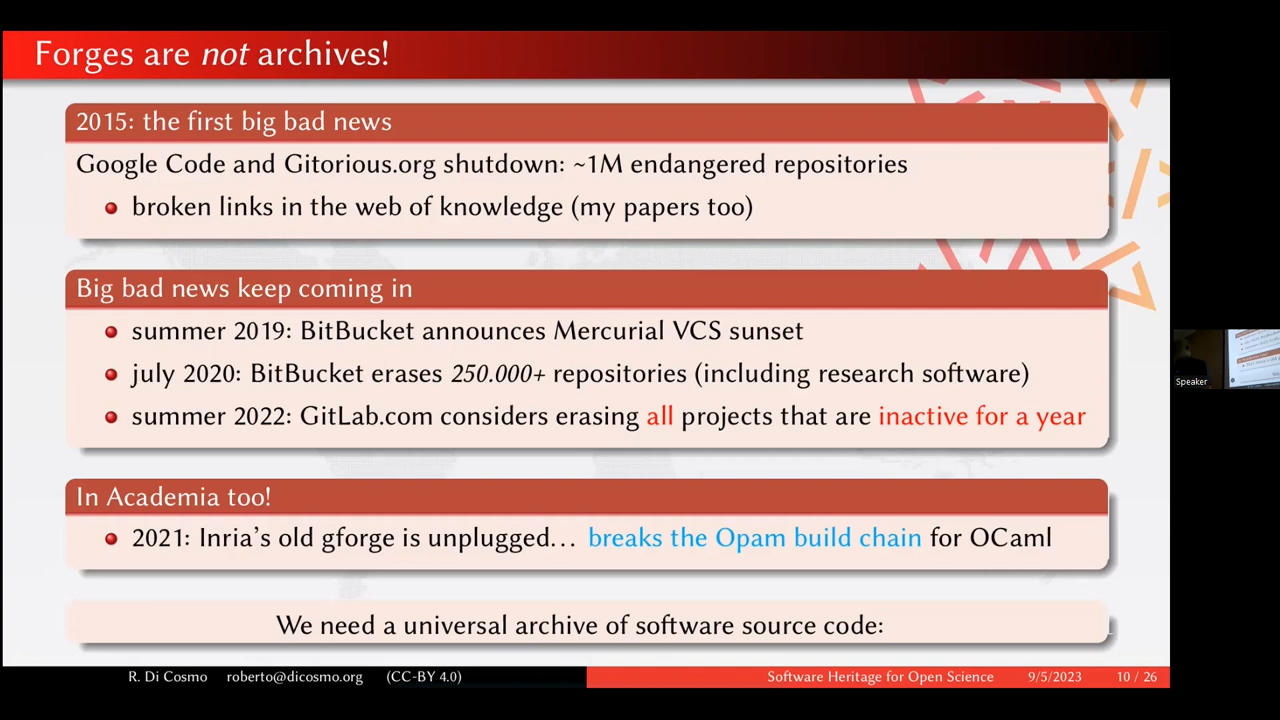 Forges are not archives!
2015: the first big bad news
Google Code and Gitorious.org shutdown: ~1M endangered repositories
broken links in the web of knowledge (my papers too)
Big bad news keep coming in
summer 2019: BitBucket announces Mercurial VCS sunset
july 2020: BitBucket erases 250.000+ repositories (including research software)
summer 2022: GitLab.com considers erasing all projects that are inactive for a year
In Academia too!
2021: Inria's old gforge is unplugged... breaks the Opam build chain for OCaml
We need a universal archive of software source code:
R. Di Cosmo roberto@dicosmo.org (CC-BY 4.0) Software Heritage for Open Science 9/5/2023 10 / 26
Speaker